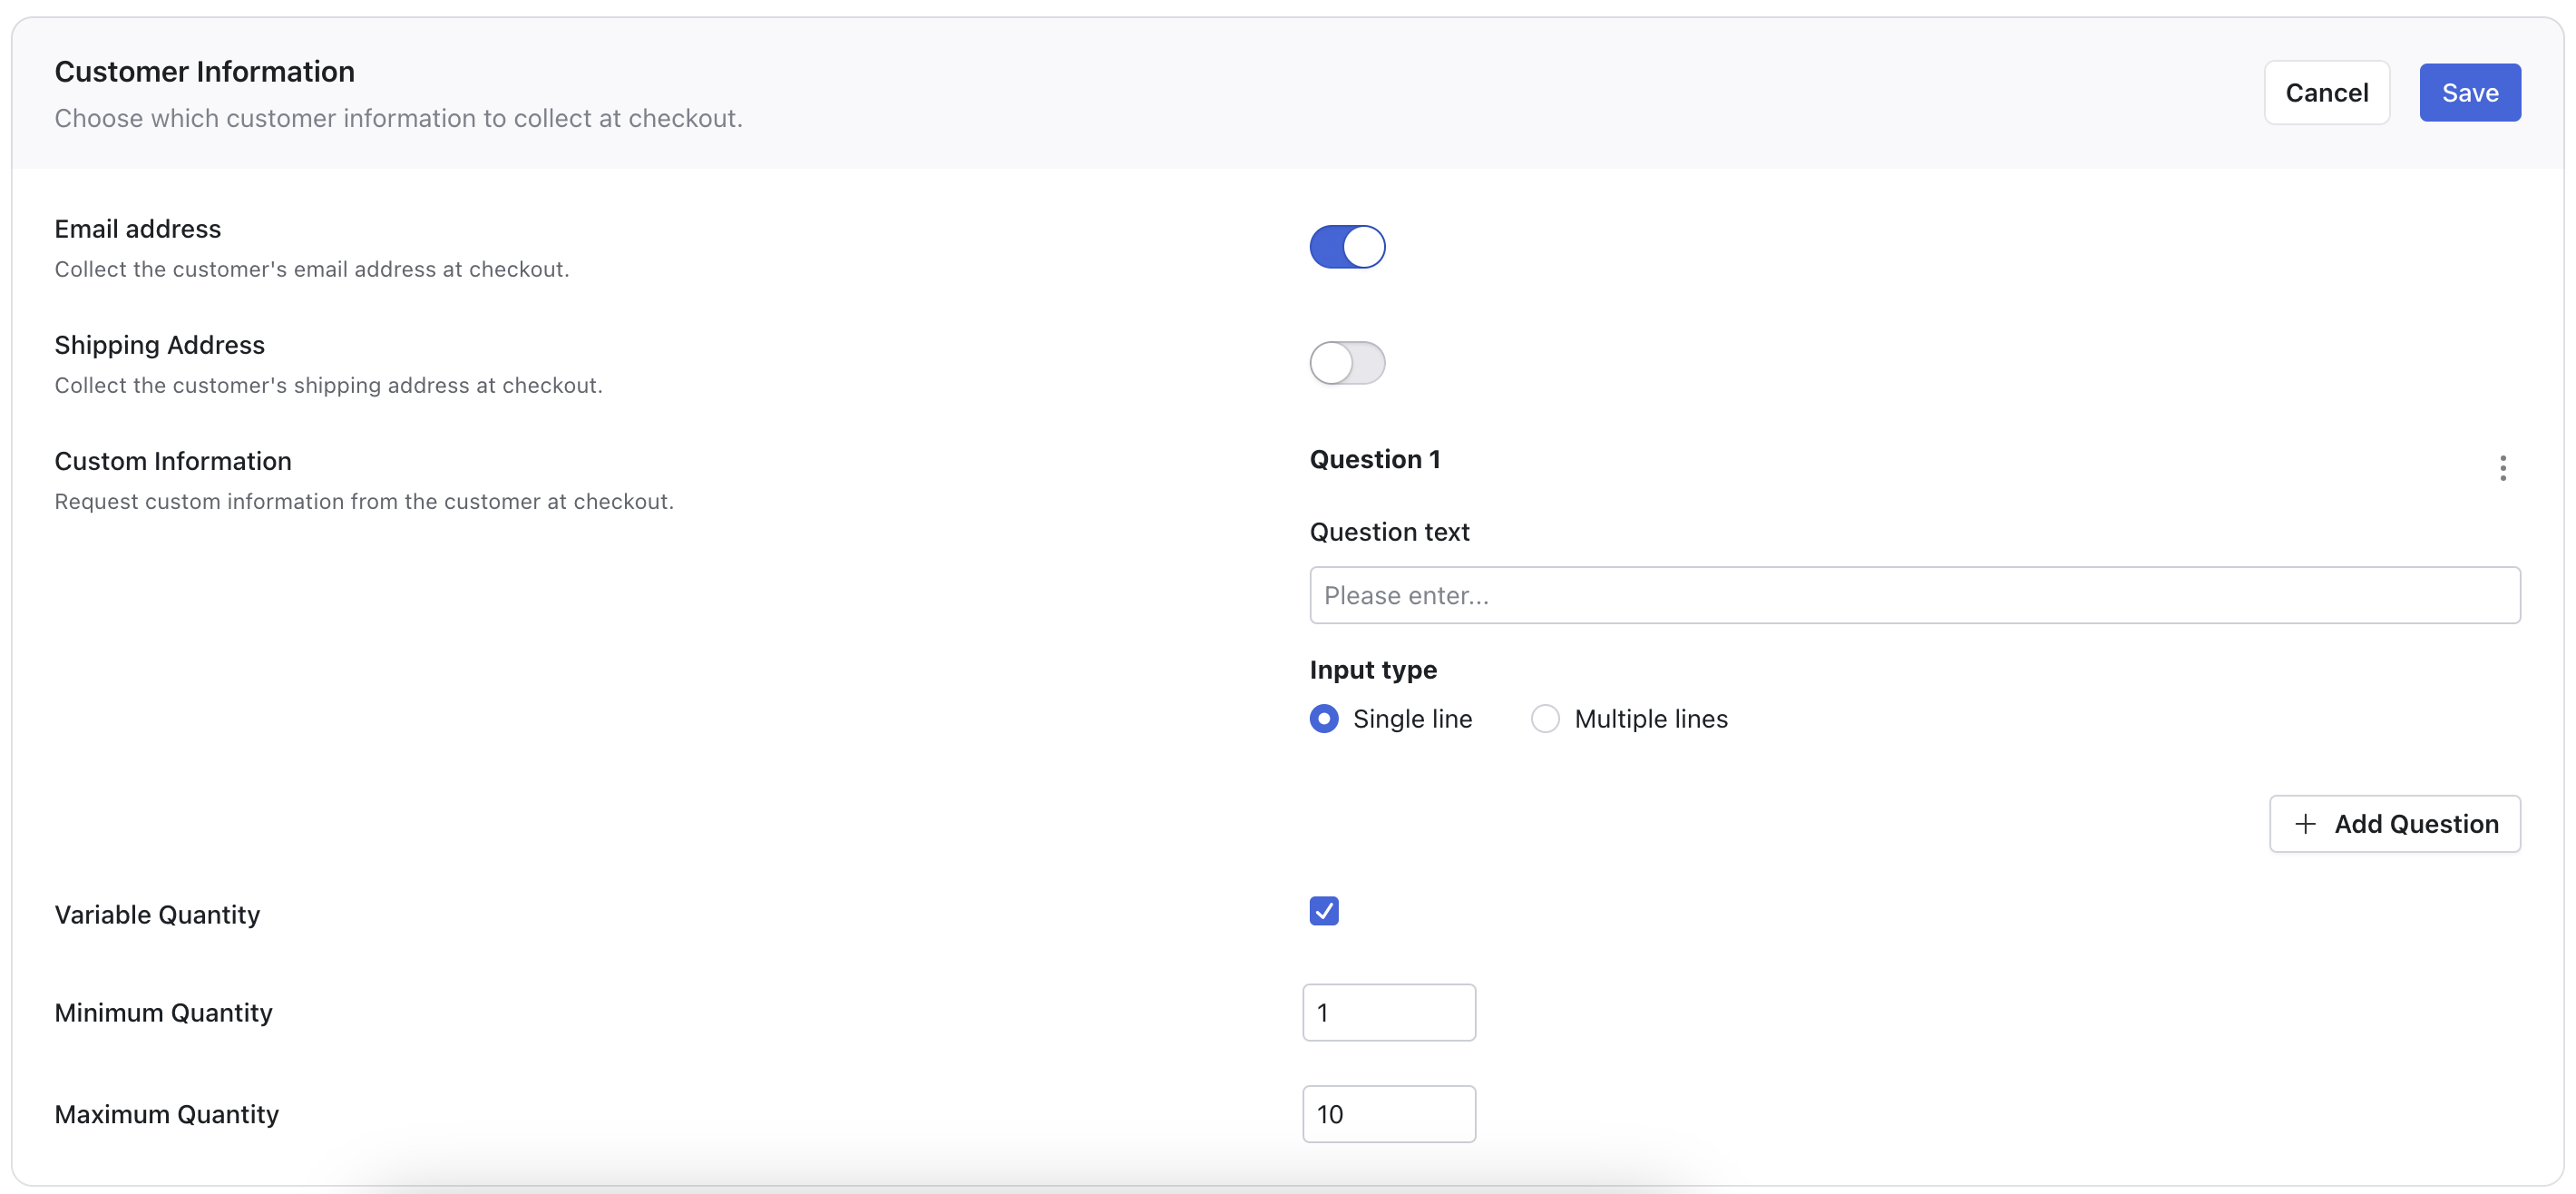 Customer Information
Choose which customer information to collect at checkout.
Cancel
Save
Email address
Collect the customer's email address at checkout.
Shipping Address
Collect the customer's shipping address at checkout.
Custom Information
Request custom information from the customer at checkout.
Question 1
Question text
Please enter...
Input type
Single line
Multiple lines
Add Question
Variable Quantity
Minimum Quantity
1
Maximum Quantity
10